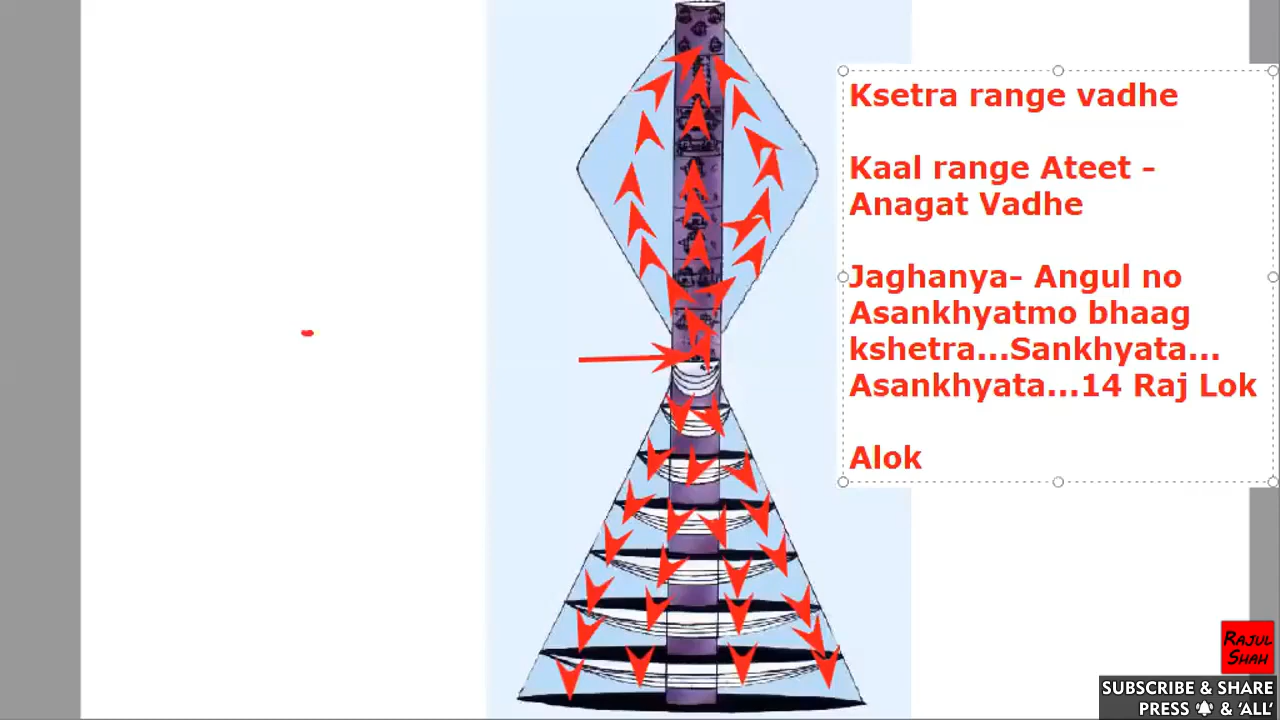 Ksetra range vadhe
Kaal range Ateet -
Anagat Vadhe
Jaghanya- Angul no
Asankhyatmo bhaag
kshetra...Sankhyata...
Asankhyata...14 Raj Lok
Alok
RAJUL
SHAH
SUBSCRIBE & SHARE
PRESS & 'ALL'